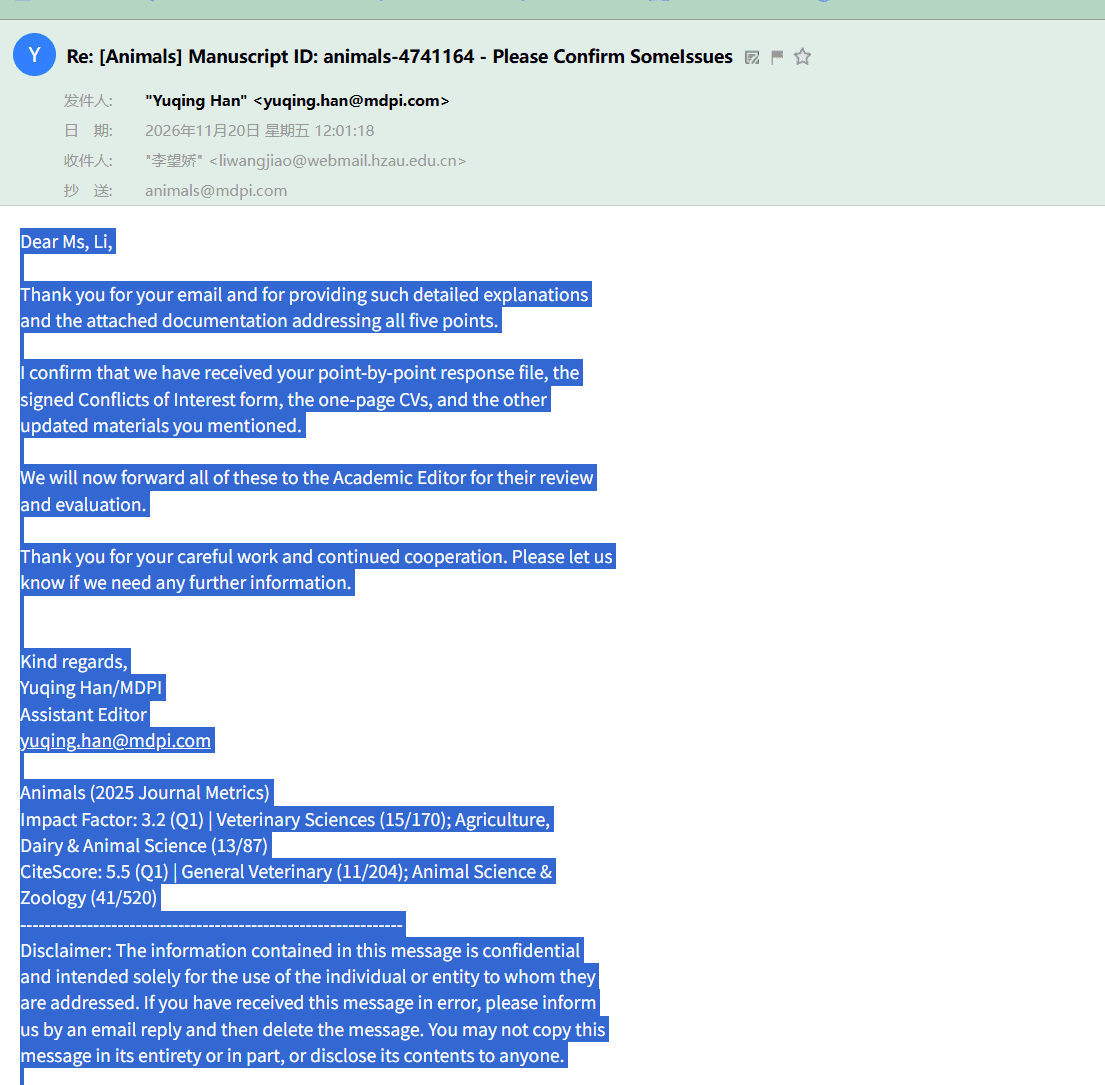 Y
Re: [Animals] Manuscript ID: animals-4741164 - Please Confirm SomeIssues
发件人: "Yuqing Han" <yuqing.han@mdpi.com>
日 期: 2026年11月20日 星期五 12:01:18
收件人: "李望娇" <liwangjiao@webmail.hzau.edu.cn>
抄 送: animals@mdpi.com
Dear Ms, Li,
Thank you for your email and for providing such detailed explanations
and the attached documentation addressing all five points.
I confirm that we have received your point-by-point response file, the
signed Conflicts of Interest form, the one-page CVs, and the other
updated materials you mentioned.
We will now forward all of these to the Academic Editor for their review
and evaluation.
Thank you for your careful work and continued cooperation. Please let us
know if we need any further information.
Kind regards,
Yuqing Han/MDPI
Assistant Editor
yuqing.han@mdpi.com
Animals (2025 Journal Metrics)
Impact Factor: 3.2 (Q1) | Veterinary Sciences (15/170); Agriculture,
Dairy & Animal Science (13/87)
CiteScore: 5.5 (Q1) | General Veterinary (11/204); Animal Science &
Zoology (41/520)
----------------------------------------------------------------
Disclaimer: The information contained in this message is confidential
and intended solely for the use of the individual or entity to whom they
are addressed. If you have received this message in error, please inform
us by an email reply and then delete the message. You may not copy this
message in its entirety or in part, or disclose its contents to anyone.